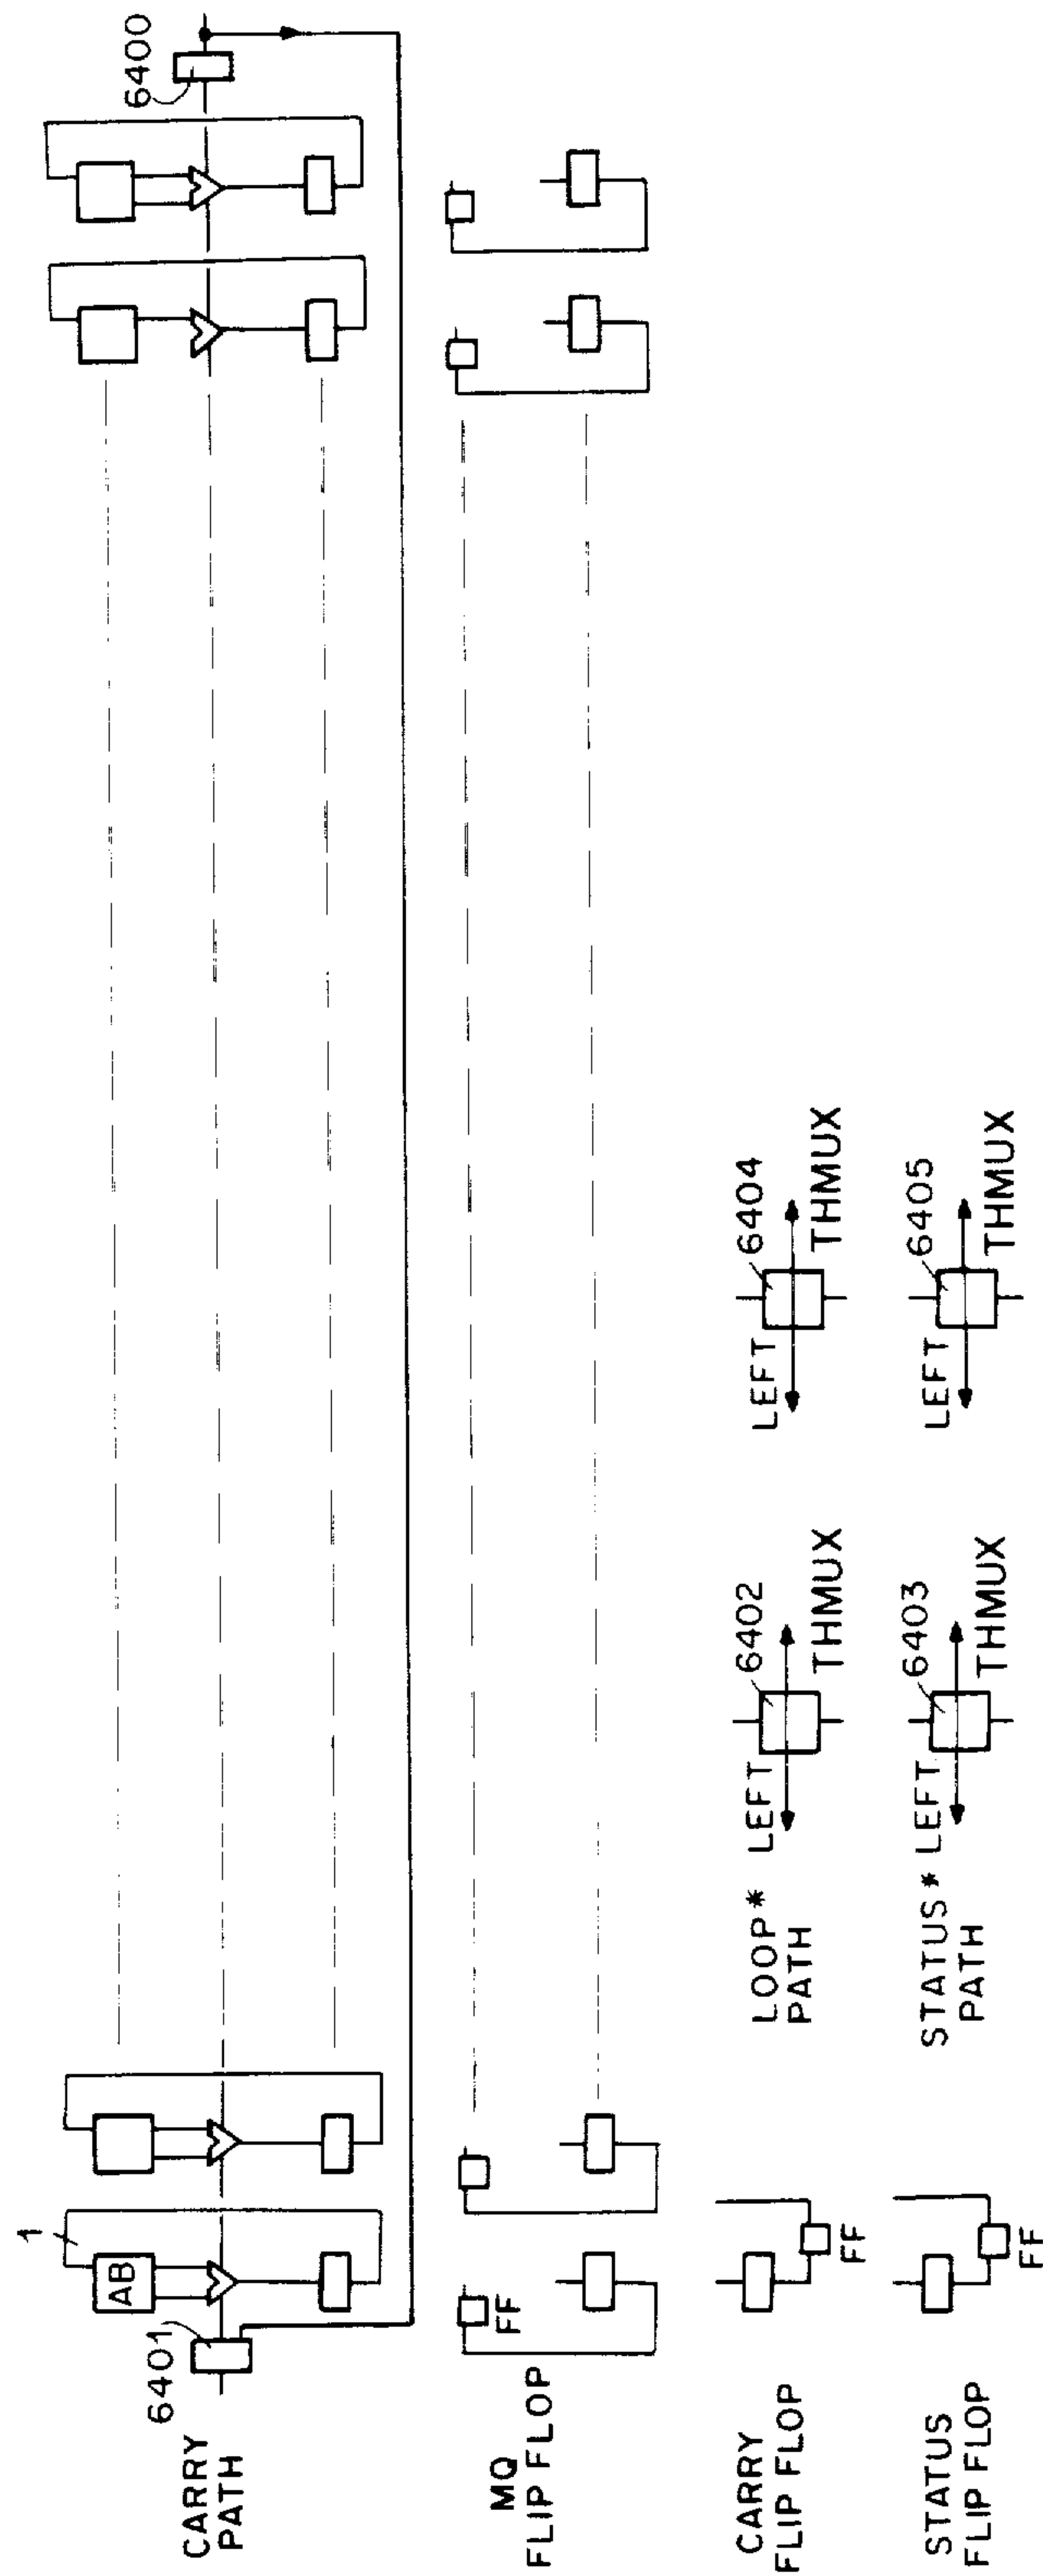 CARRY
PATH
6401
AB
1
6400
MQ
FLIP FLOP
FF
CARRY
FLIP FLOP
FF
LOOP*
PATH
LEFT
6402
THMUX
LEFT
6404
THMUX
STATUS
FLIP FLOP
FF
STATUS*
PATH
LEFT
6403
THMUX
LEFT
6405
THMUX